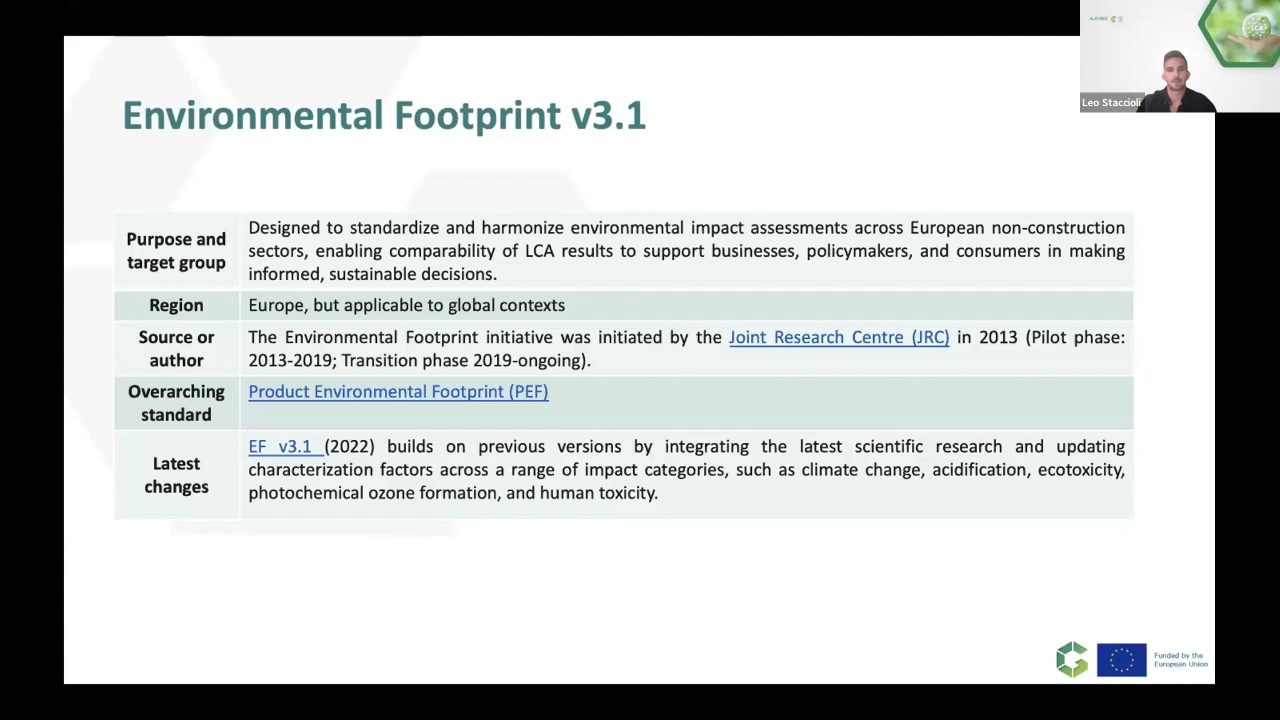 Environmental Footprint v3.1
Leo Staccioli
LCA
Purpose and target group
Designed to standardize and harmonize environmental impact assessments across European non-construction
sectors, enabling comparability of LCA results to support businesses, policymakers, and consumers in making
informed, sustainable decisions.
Region
Europe, but applicable to global contexts
Source or author
The Environmental Footprint initiative was initiated by the Joint Research Centre (JRC) in 2013 (Pilot phase:
2013-2019; Transition phase 2019-ongoing).
Overarching standard
Product Environmental Footprint (PEF)
Latest changes
EF v3.1 (2022) builds on previous versions by integrating the latest scientific research and updating
characterization factors across a range of impact categories, such as climate change, acidification, ecotoxicity,
photochemical ozone formation, and human toxicity.
Funded by the
European Union